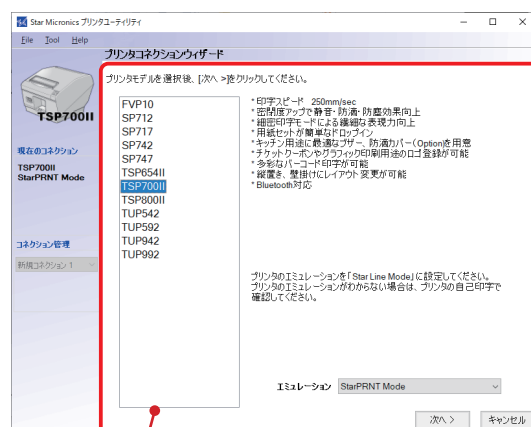 Star Micronics プリンタユーティリティ
File Tool Help
プリンタコネクションウィザード
プリンタモデルを選択後、[次へ >]をクリックしてください。
TSP700II
現在のコネクション
TSP700II
StarPRNT Mode
コネクション管理
新規コネクション 1
FVP10
SP712
SP717
SP742
SP747
TSP654II
TSP700II
TSP800II
TUP542
TUP592
TUP942
TUP992
* 印字スピード 250mm/sec
* 密閉度アップで静音・防滴・防塵効果向上
* 細密印字モードによる繊細な表現力向上
* 用紙セットが簡単なドロップイン
* キッチン用途に最適なブザー、防滴カバー(Option)を用意
* チケットクーポンやグラフィック印刷用途のロゴ登録が可能
* 多彩なバーコード印字が可能
* 縦置き、壁掛けにレイアウト変更が可能
* Bluetooth対応
プリンタのエミュレーションを「Star Line Mode」に設定してください。
プリンタのエミュレーションがわからない場合は、プリンタの自己印字で
確認してください。
エミュレーション StarPRNT Mode
次へ > キャンセル